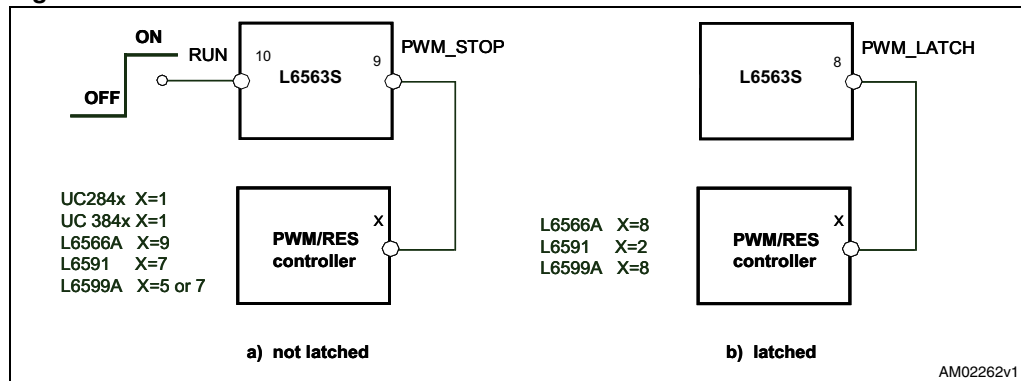 ON
OFF
RUN
10
L6563S
9
PWM_STOP
UC284x X=1
UC 384x X=1
L6566A X=9
L6591 X=7
L6599A X=5 or 7
X
PWM/RES
controller
a) not latched
L6563S
8
PWM_LATCH
L6566A X=8
L6591 X=2
L6599A X=8
X
PWM/RES
controller
b) latched
AM02262v1